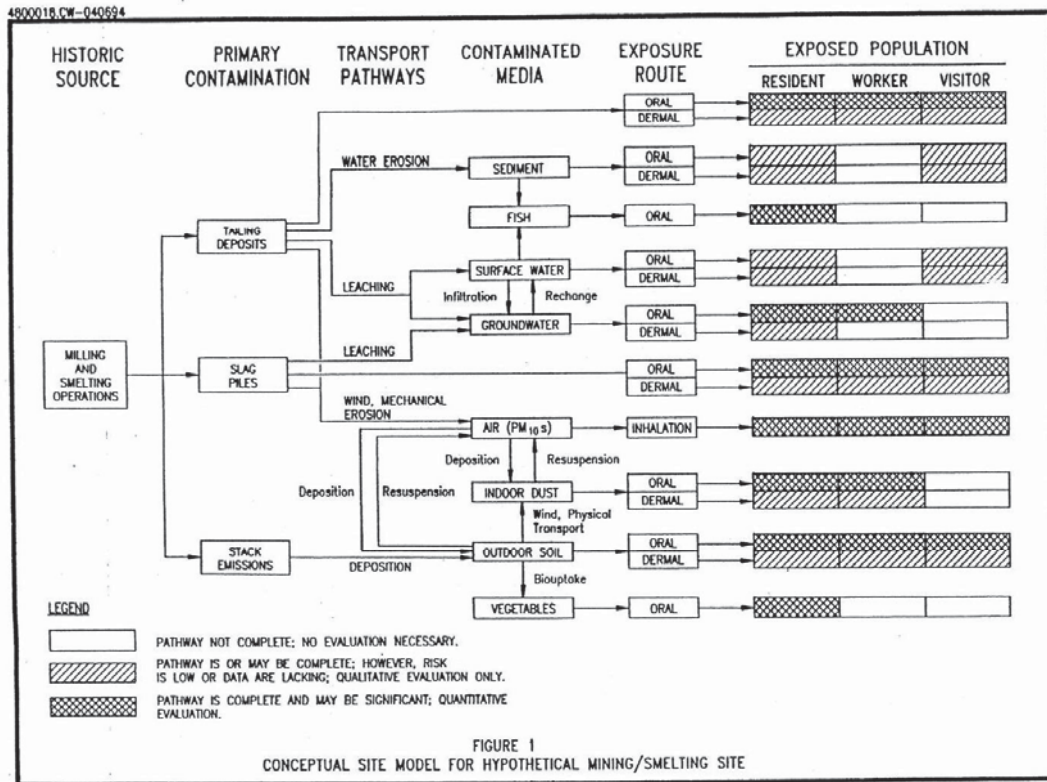 4800018.CW-040694
HISTORIC
SOURCE
PRIMARY
CONTAMINATION
TRANSPORT
PATHWAYS
CONTAMINATED
MEDIA
EXPOSURE
ROUTE
EXPOSED POPULATION
RESIDENT
WORKER
VISITOR
ORAL
DERMAL
WATER EROSION
SEDIMENT
ORAL
DERMAL
FISH
ORAL
TAILING
DEPOSITS
LEACHING
SURFACE WATER
ORAL
DERMAL
Infiltration
Rechange
GROUNDWATER
ORAL
DERMAL
MILLING
AND
SMELTING
OPERATIONS
LEACHING
SLAG
PILES
ORAL
DERMAL
WIND, MECHANICAL
EROSION
AIR (PM10s)
INHALATION
Deposition
Resuspension
Deposition
Resuspension
INDOOR DUST
ORAL
DERMAL
Wind, Physical
Transport
STACK
EMISSIONS
DEPOSITION
OUTDOOR SOIL
ORAL
DERMAL
Biouptake
VEGETABLES
ORAL
LEGEND
PATHWAY NOT COMPLETE; NO EVALUATION NECESSARY.
PATHWAY IS OR MAY BE COMPLETE; HOWEVER, RISK
IS LOW OR DATA ARE LACKING; QUALITATIVE EVALUATION ONLY.
PATHWAY IS COMPLETE AND MAY BE SIGNIFICANT; QUANTITATIVE
EVALUATION.
FIGURE 1
CONCEPTUAL SITE MODEL FOR HYPOTHETICAL MINING/SMELTING SITE